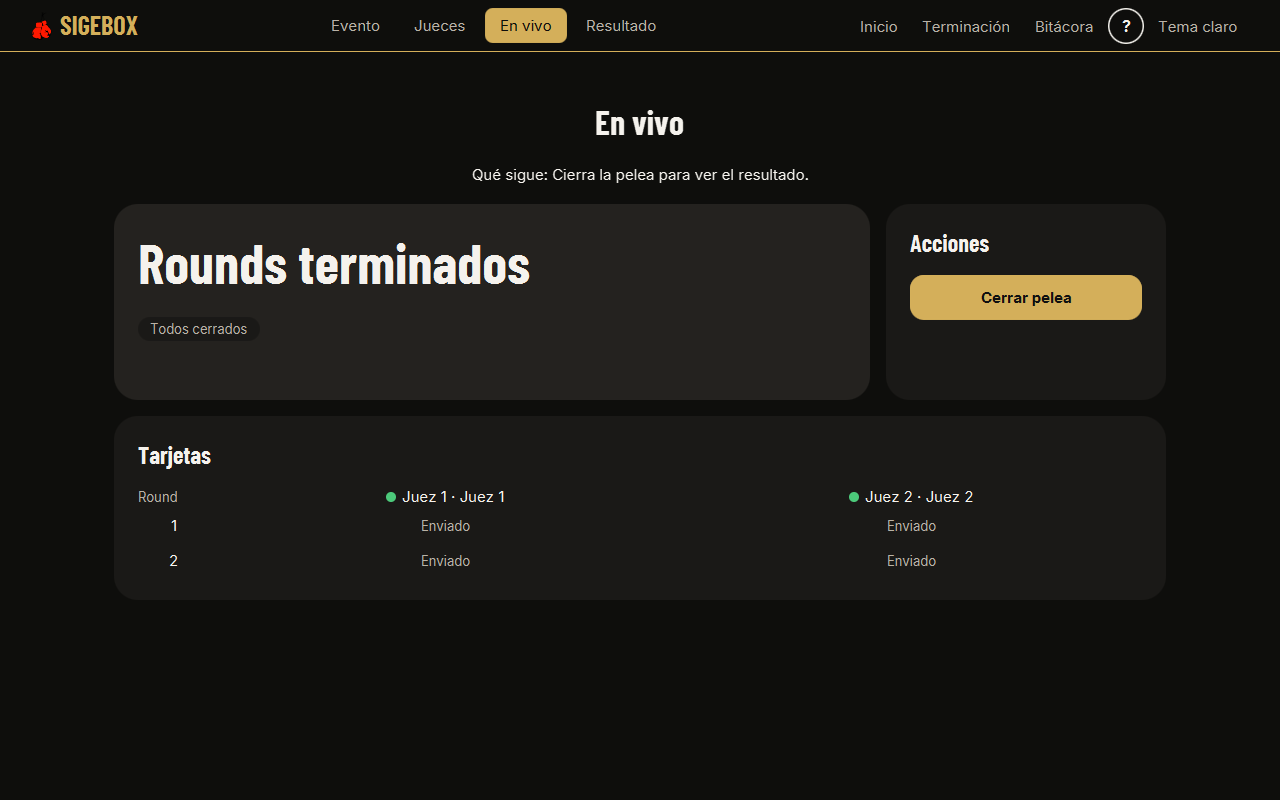 SIGEBOX Evento Jueces En vivo Resultado Inicio Terminación Bitácora ? Tema claro
En vivo
Qué sigue: Cierra la pelea para ver el resultado.
Rounds terminados
Todos cerrados
Acciones
Cerrar pelea
Tarjetas
Round Juez 1 · Juez 1 Juez 2 · Juez 2
1 Enviado Enviado
2 Enviado Enviado